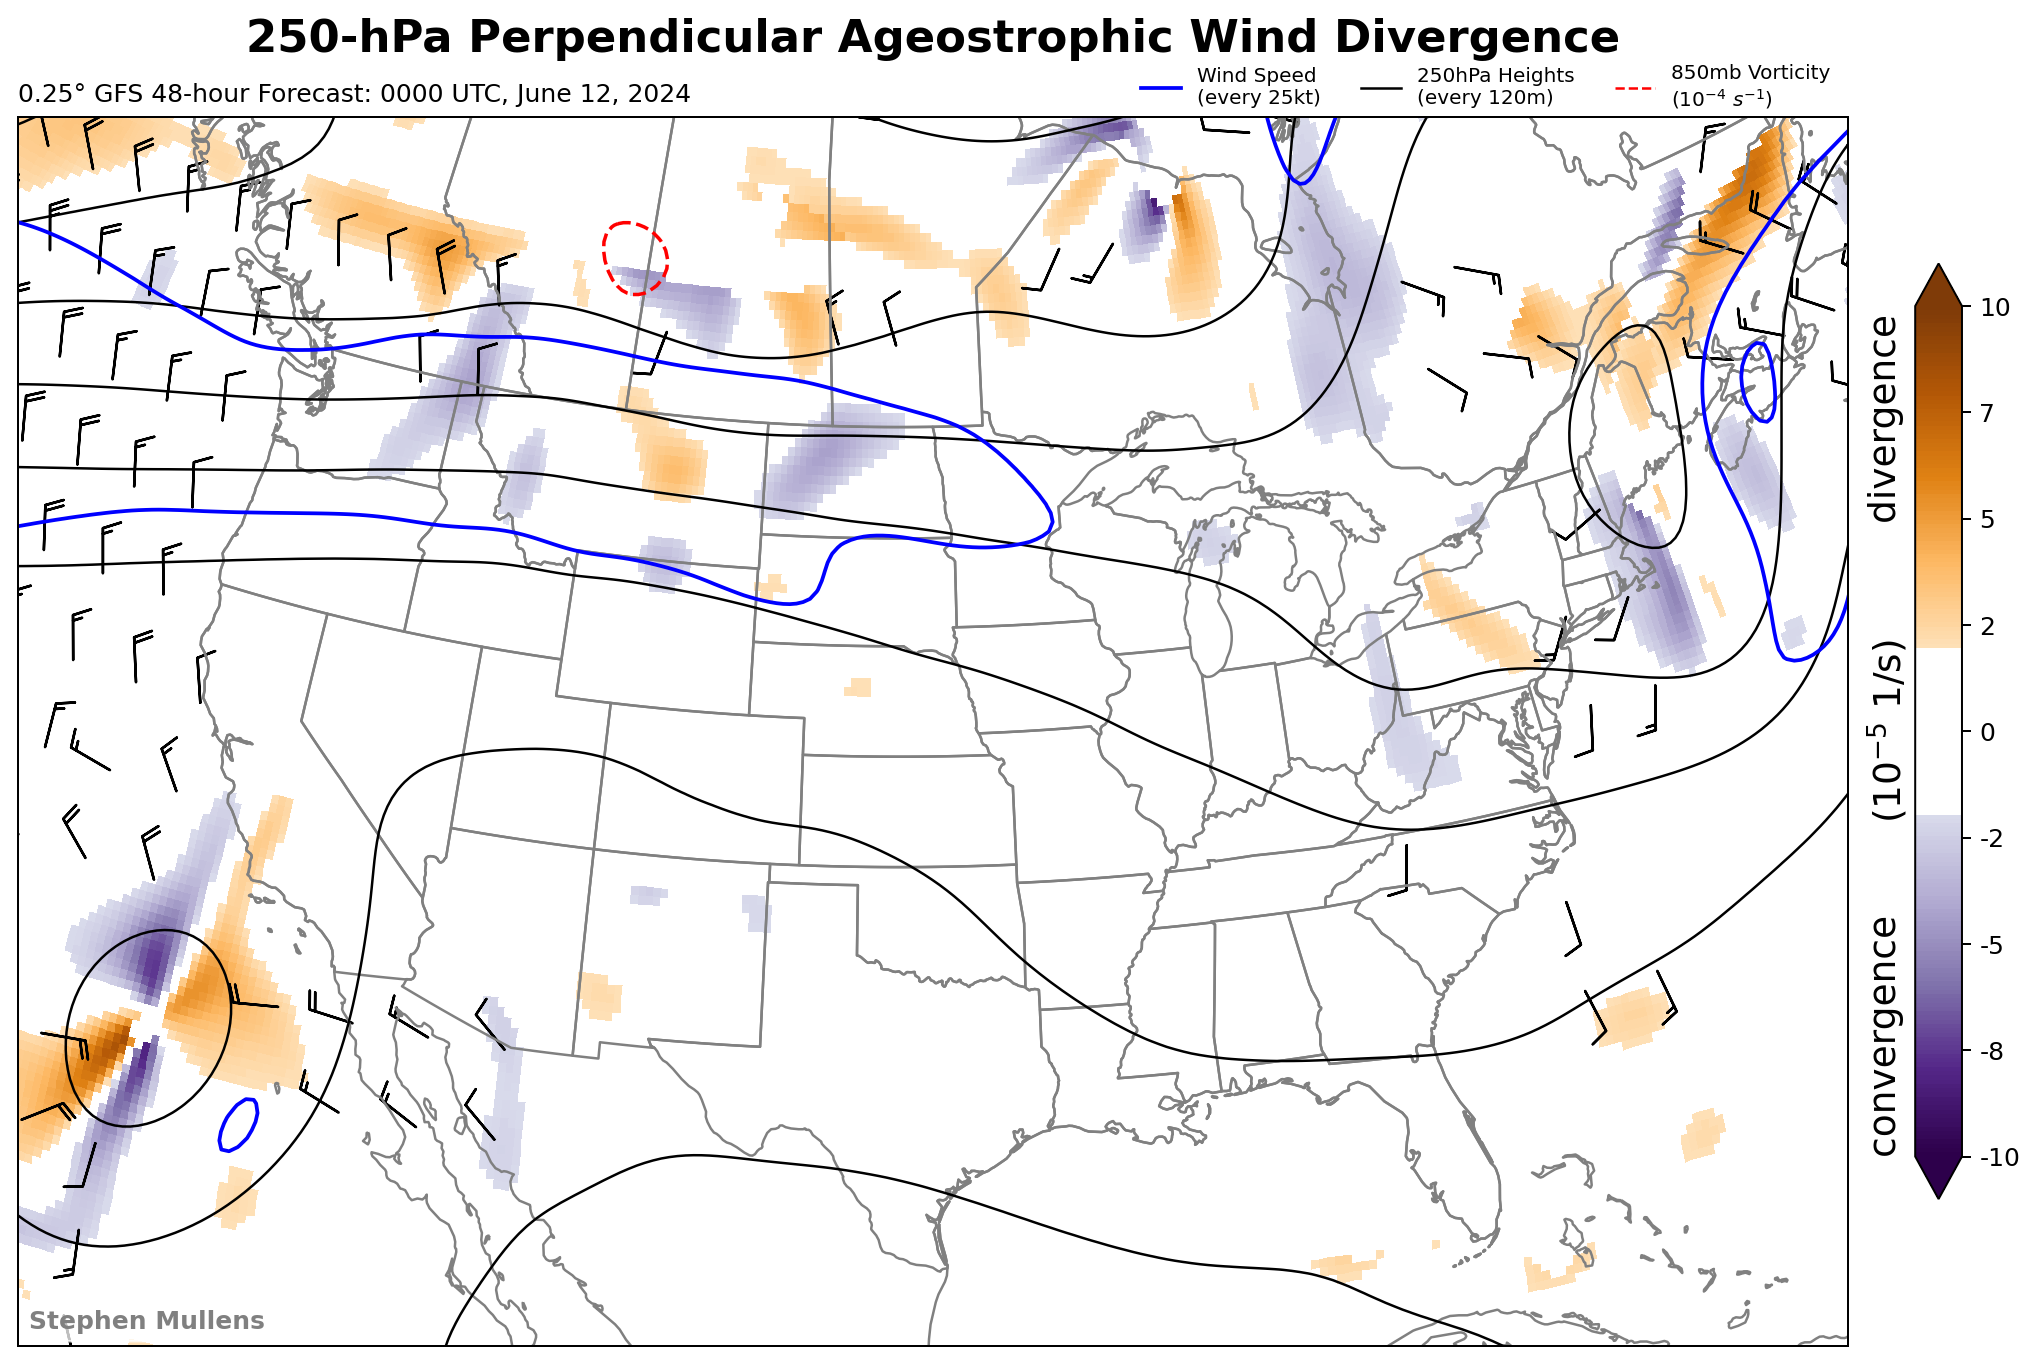 250-hPa Perpendicular Ageostrophic Wind Divergence
0.25° GFS 48-hour Forecast: 0000 UTC, June 12, 2024
Wind Speed
(every 25kt)
250hPa Heights
(every 120m)
850mb Vorticity
(10⁻⁴ s⁻¹)
10
7
5
2
0
-2
-5
-8
-10
convergence (10⁻⁵ 1/s) divergence
Stephen Mullens